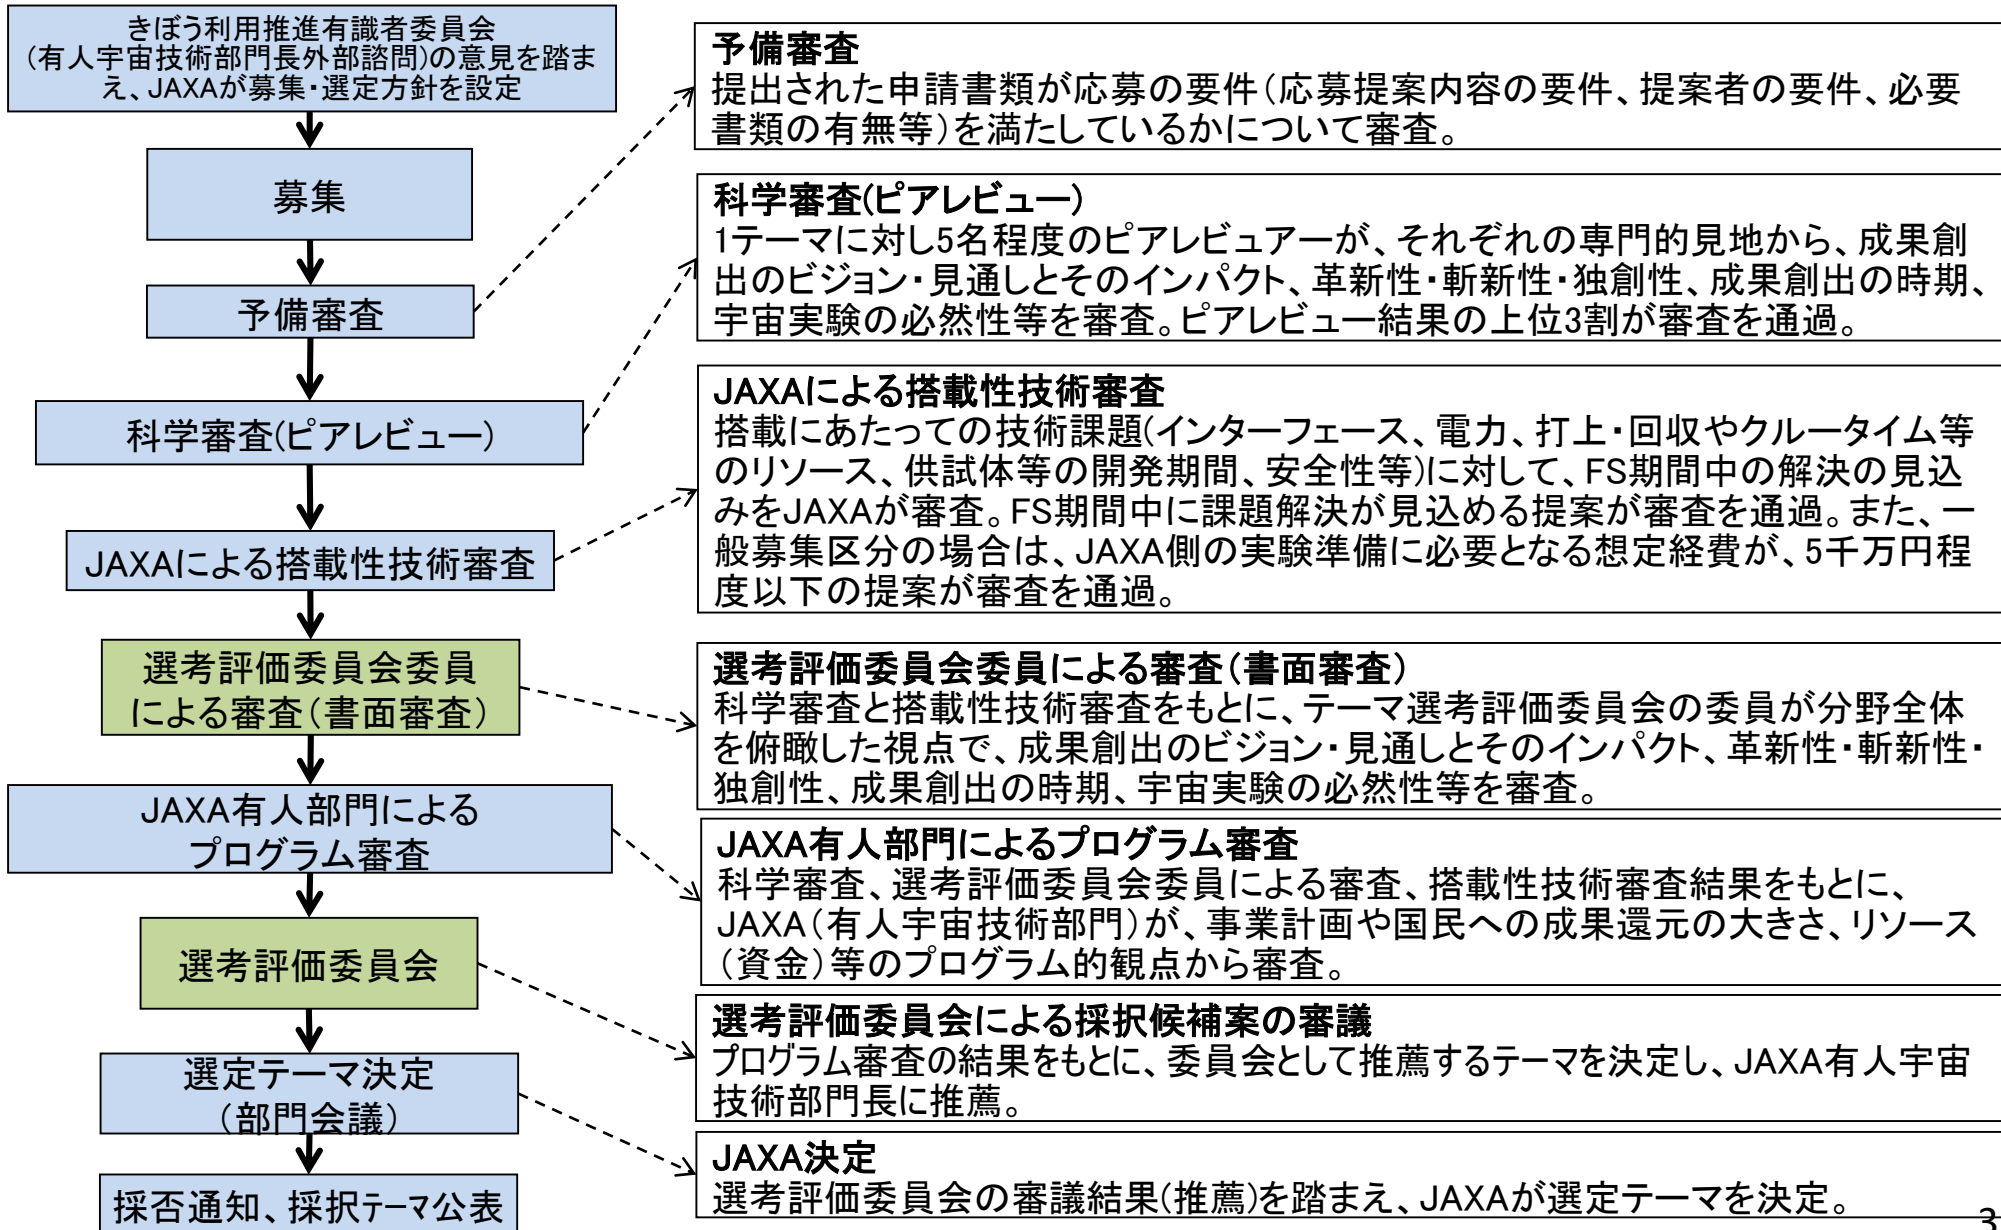 きぼう利用推進有識者委員会
(有人宇宙技術部門長外部諮問)の意見を踏ま
え、JAXAが募集・選定方針を設定
募集
予備審査
科学審査(ピアレビュー)
JAXAによる搭載性技術審査
選考評価委員会委員
による審査(書面審査)
JAXA有人部門による
プログラム審査
選考評価委員会
選定テーマ決定
(部門会議)
採否通知、採択テーマ公表
予備審査
提出された申請書類が応募の要件(応募提案内容の要件、提案者の要件、必要
書類の有無等)を満たしているかについて審査。
科学審査(ピアレビュー)
1テーマに対し5名程度のピアレビュアーが、それぞれの専門的見地から、成果創
出のビジョン・見通しとそのインパクト、革新性・斬新性・独創性、成果創出の時期、
宇宙実験の必然性等を審査。ピアレビュー結果の上位3割が審査を通過。
JAXAによる搭載性技術審査
搭載にあたっての技術課題(インターフェース、電力、打上・回収やクルータイム等
のリソース、供試体等の開発期間、安全性等)に対して、FS期間中の解決の見込
みをJAXAが審査。FS期間中に課題解決が見込める提案が審査を通過。また、一
般募集区分の場合は、JAXA側の実験準備に必要となる想定経費が、5千万円程
度以下の提案が審査を通過。
選考評価委員会委員による審査(書面審査)
科学審査と搭載性技術審査をもとに、テーマ選考評価委員会の委員が分野全体
を俯瞰した視点で、成果創出のビジョン・見通しとそのインパクト、革新性・斬新性・
独創性、成果創出の時期、宇宙実験の必然性等を審査。
JAXA有人部門によるプログラム審査
科学審査、選考評価委員会委員による審査、搭載性技術審査結果をもとに、
JAXA(有人宇宙技術部門)が、事業計画や国民への成果還元の大きさ、リソース
(資金)等のプログラム的観点から審査。
選考評価委員会による採択候補案の審議
プログラム審査の結果をもとに、委員会として推薦するテーマを決定し、JAXA有人宇宙
技術部門長に推薦。
JAXA決定
選考評価委員会の審議結果(推薦)を踏まえ、JAXAが選定テーマを決定。
3